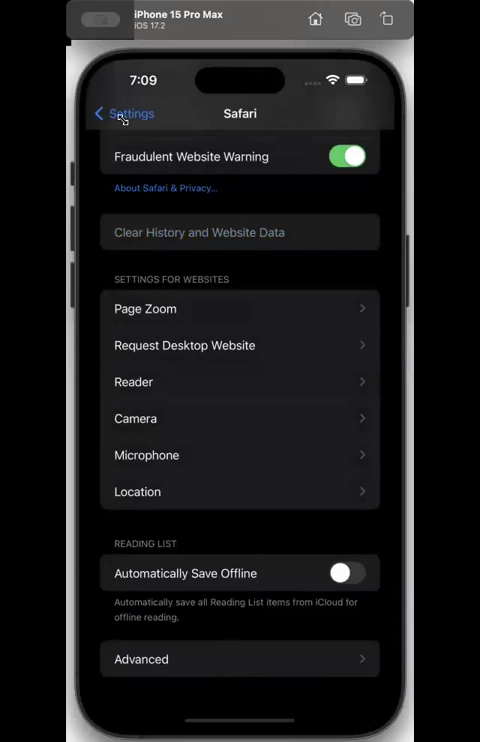 iPhone 15 Pro Max
iOS 17.2
7:09
Settings
Safari
Fraudulent Website Warning
About Safari & Privacy...
Clear History and Website Data
SETTINGS FOR WEBSITES
Page Zoom
Request Desktop Website
Reader
Camera
Microphone
Location
READING LIST
Automatically Save Offline
Automatically save all Reading List items from iCloud for
offline reading.
Advanced